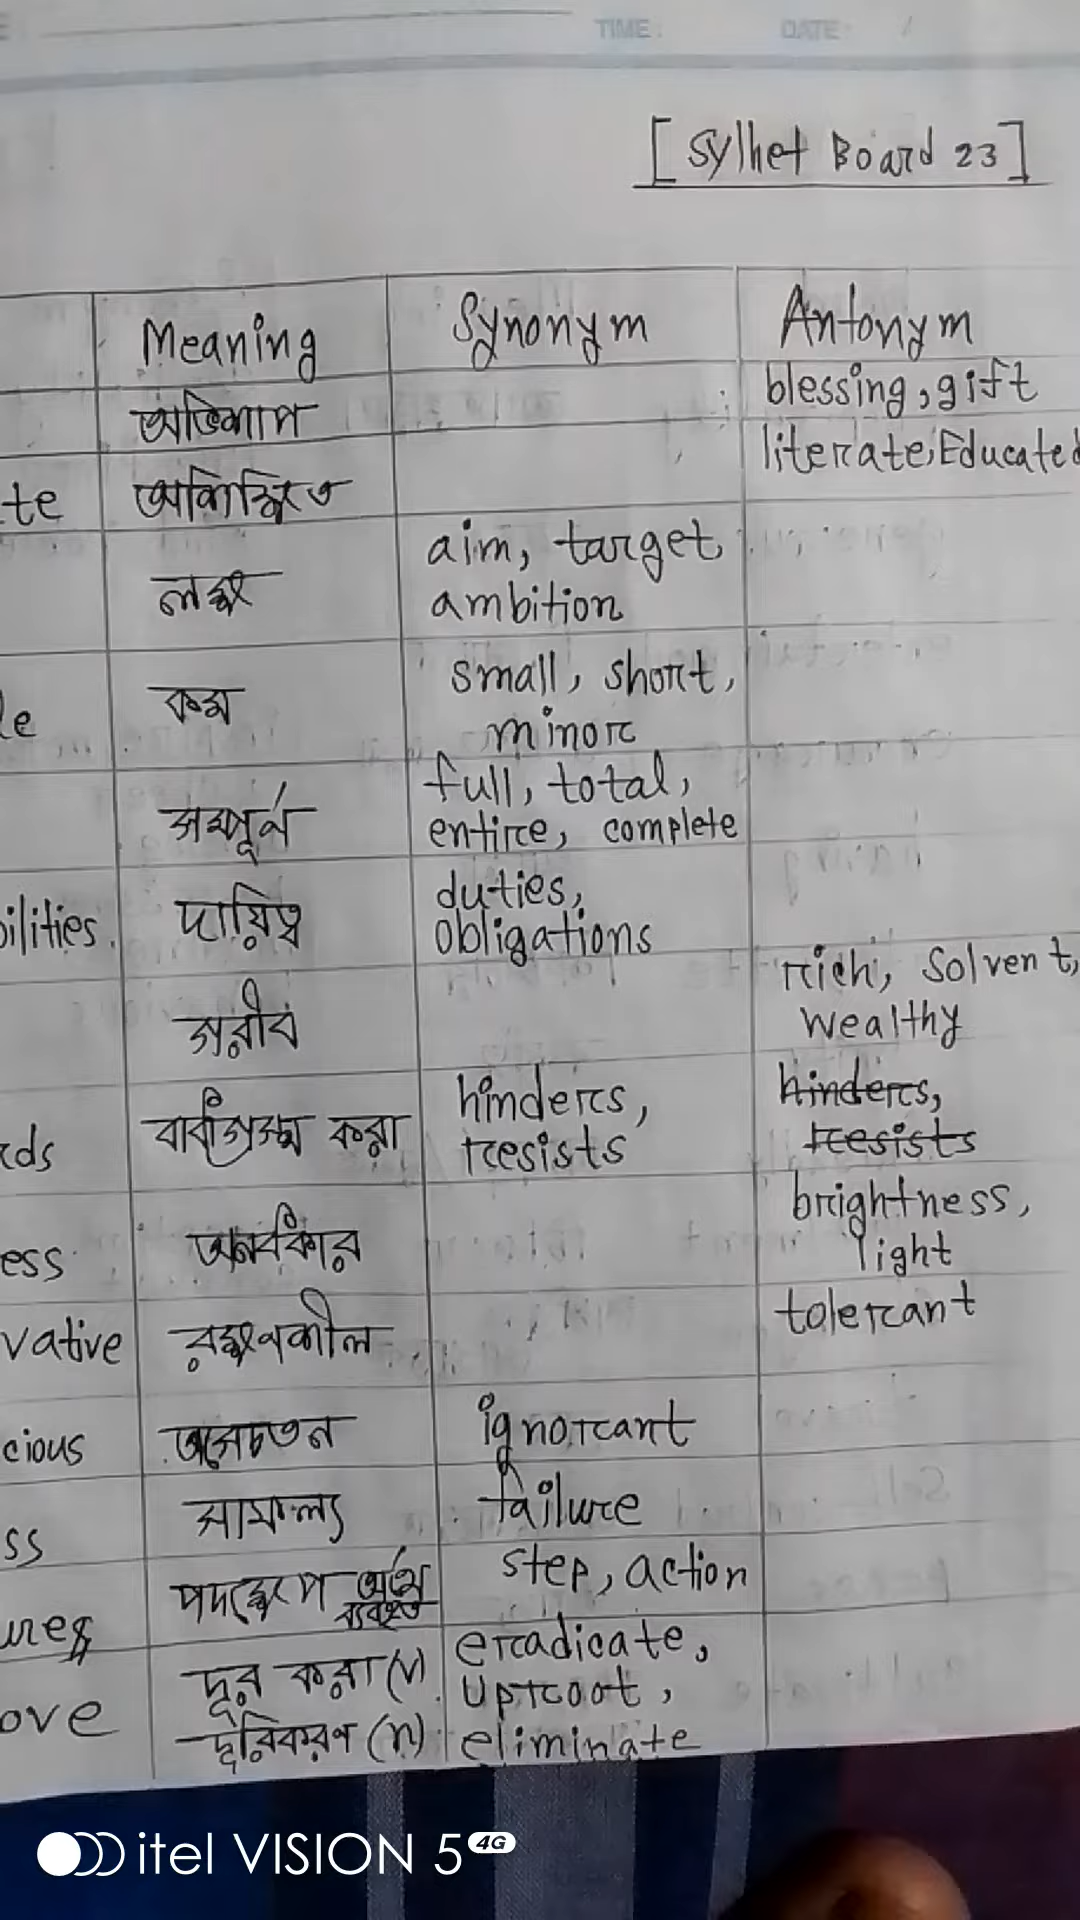 TIME: DATE: /
[Sylhet Board 23]
Meaning Synonym Antonym
অভিশাপ blessing, gift
te অশিক্ষিত literate, Educated
লক্ষ্য aim, target,
ambition
le কম small, short,
minor
সম্পূর্ণ full, total,
entire, complete
bilities. দায়িত্ব duties,
obligations
গরীব rich, solvent,
wealthy
rds বাধাগ্রস্থ করা hinders, hinders,
resists resists
ess অন্ধকার brightness,
light
vative রক্ষণশীল tolerant
cious অসচেতন ignorant
ss সাফল্য failure
ures পদক্ষেপ অর্থে step, action
ব্যবহৃত
ove দূর করা (v) eradicate,
uproot,
দূরিকরণ (n) eliminate
itel VISION 5 4G